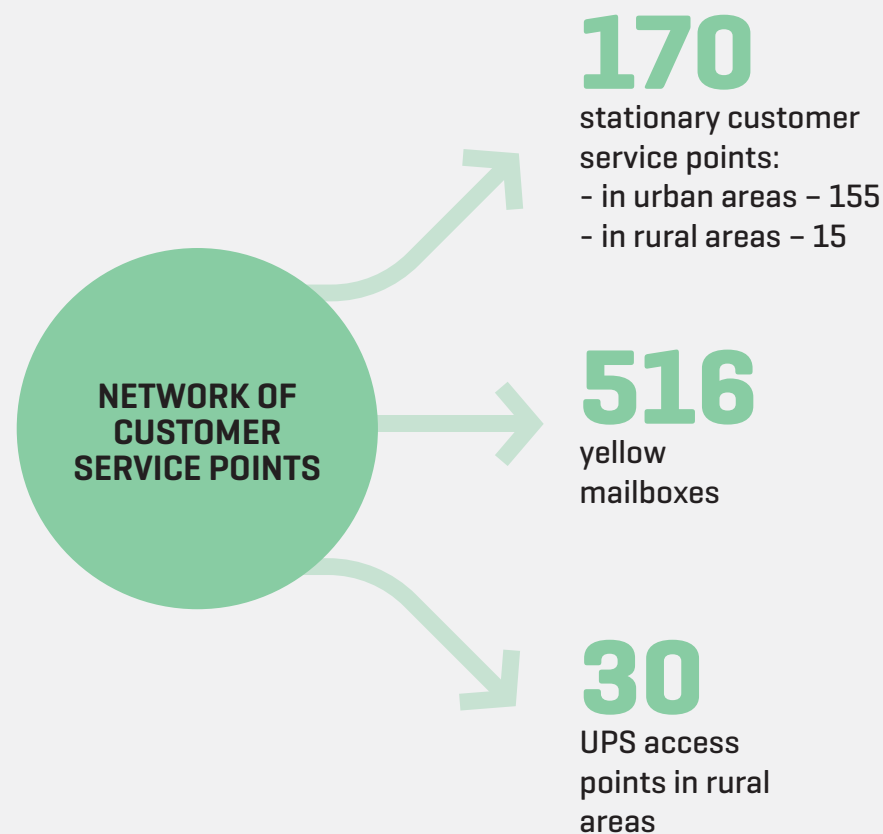 NETWORK OF
CUSTOMER
SERVICE POINTS
170
stationary customer
service points:
- in urban areas – 155
- in rural areas – 15
516
yellow
mailboxes
30
UPS access
points in rural
areas